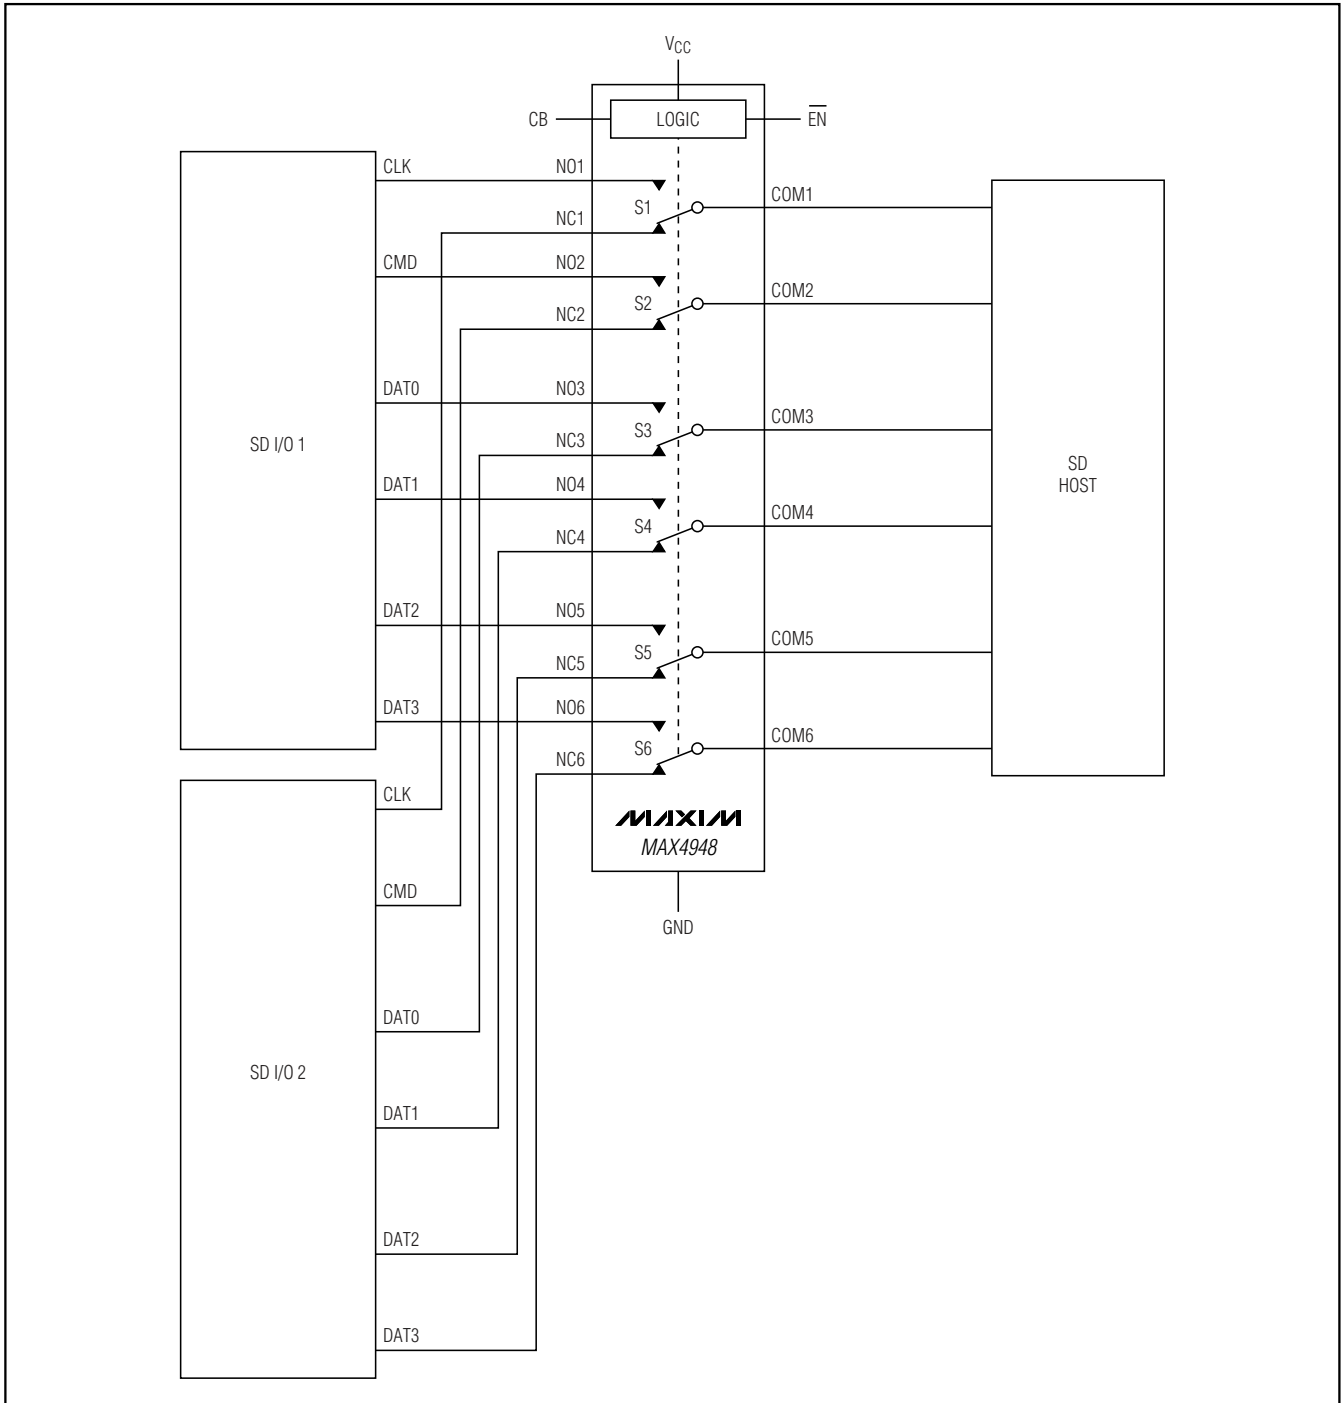 VCC
CB
LOGIC
EN
CLK
NO1
S1
COM1
NC1
CMD
NO2
S2
COM2
NC2
DAT0
NO3
S3
COM3
NC3
SD I/O 1
SD
HOST
DAT1
NO4
S4
COM4
NC4
DAT2
NO5
S5
COM5
NC5
DAT3
NO6
S6
COM6
NC6
CLK
MAXIM
MAX4948
CMD
GND
DAT0
SD I/O 2
DAT1
DAT2
DAT3